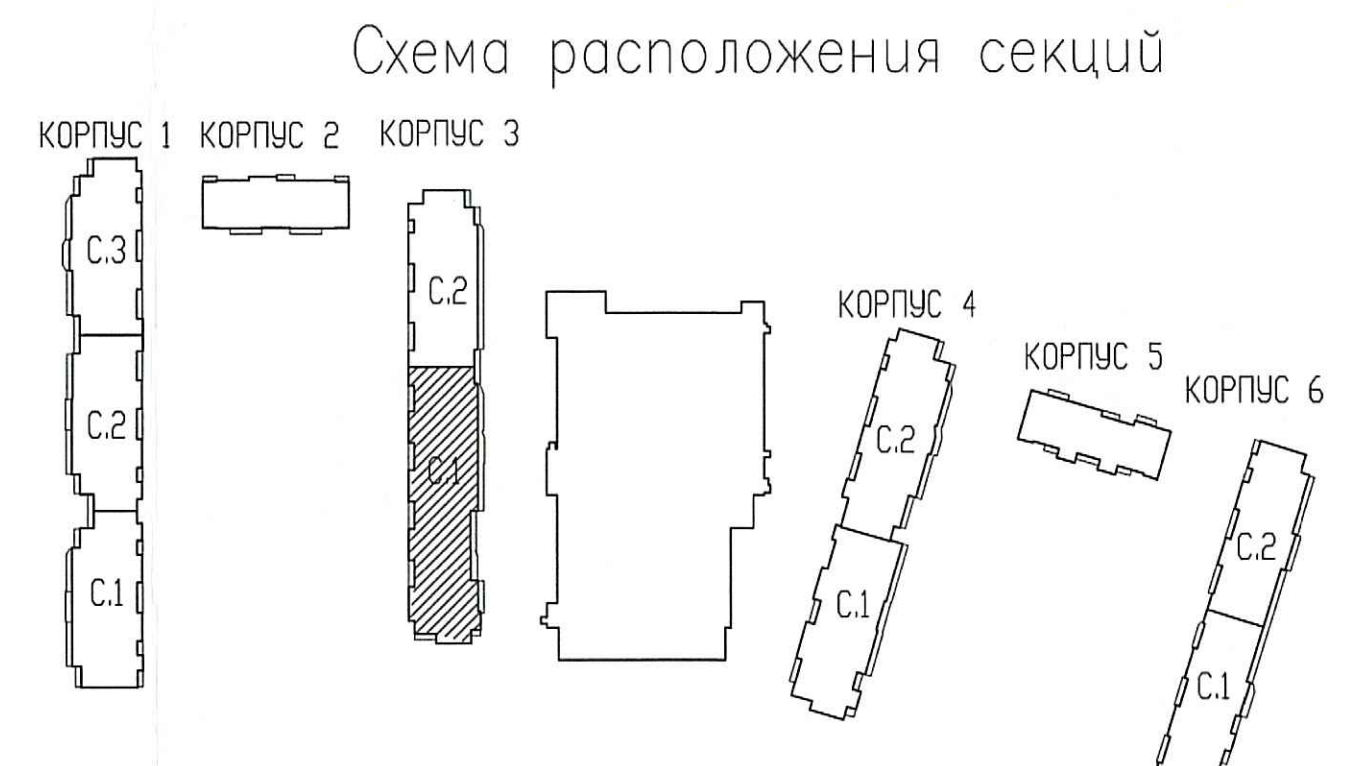 Схема расположения секций
КОРПУС 1
КОРПУС 2
КОРПУС 3
С.3
С.2
С.1
С.2
С.1
КОРПУС 4
С.2
С.1
КОРПУС 5
КОРПУС 6
С.2
С.1